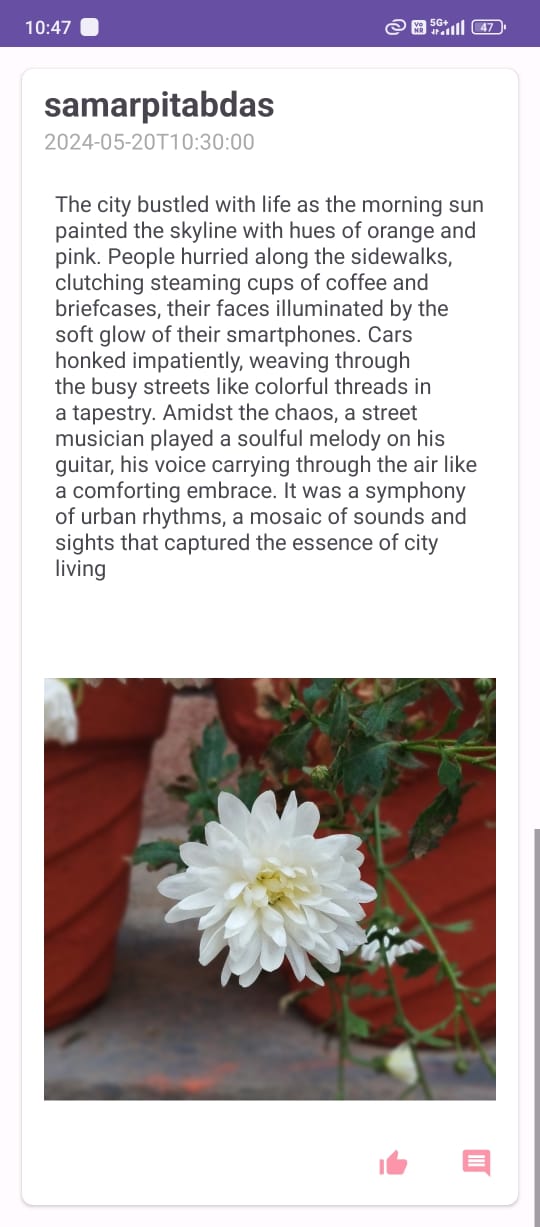 10:47
5G+
47
samarpitabdas
2024-05-20T10:30:00
The city bustled with life as the morning sun
painted the skyline with hues of orange and
pink. People hurried along the sidewalks,
clutching steaming cups of coffee and
briefcases, their faces illuminated by the
soft glow of their smartphones. Cars
honked impatiently, weaving through
the busy streets like colorful threads in
a tapestry. Amidst the chaos, a street
musician played a soulful melody on his
guitar, his voice carrying through the air like
a comforting embrace. It was a symphony
of urban rhythms, a mosaic of sounds and
sights that captured the essence of city
living